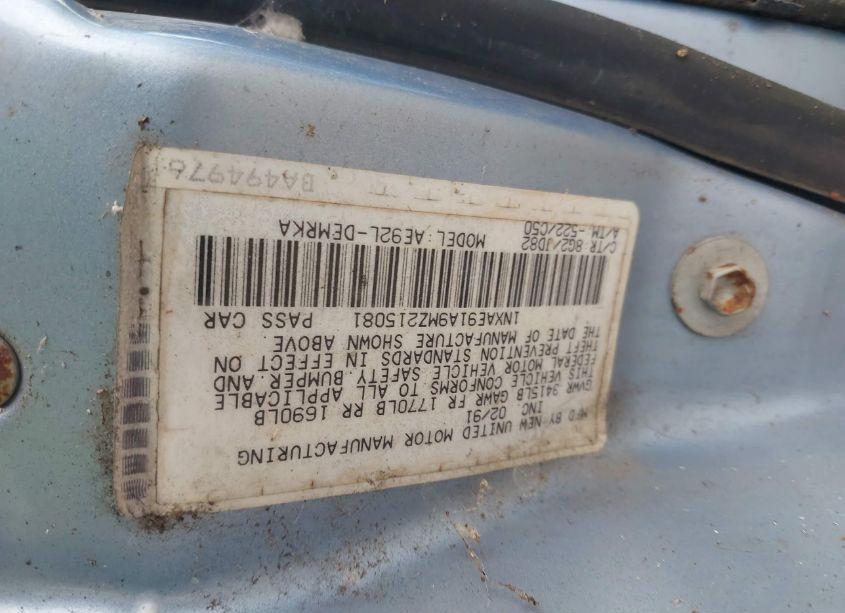 MFD BY NEW UNITED MOTOR MANUFACTURING
INC 02/91
GVWR 3415LB GAWR FR 1770LB RR 1690LB
THIS VEHICLE CONFORMS TO ALL APPLICABLE
FEDERAL MOTOR VEHICLE SAFETY BUMPER AND
THEFT PREVENTION STANDARDS IN EFFECT ON
THE DATE OF MANUFACTURE SHOWN ABOVE.
1NXAE91A9MZ215081 PASS CAR
C/TR 8G2/JD82 MODEL:AE92L-DEMRKA
A/TM -522/C50
BA494976